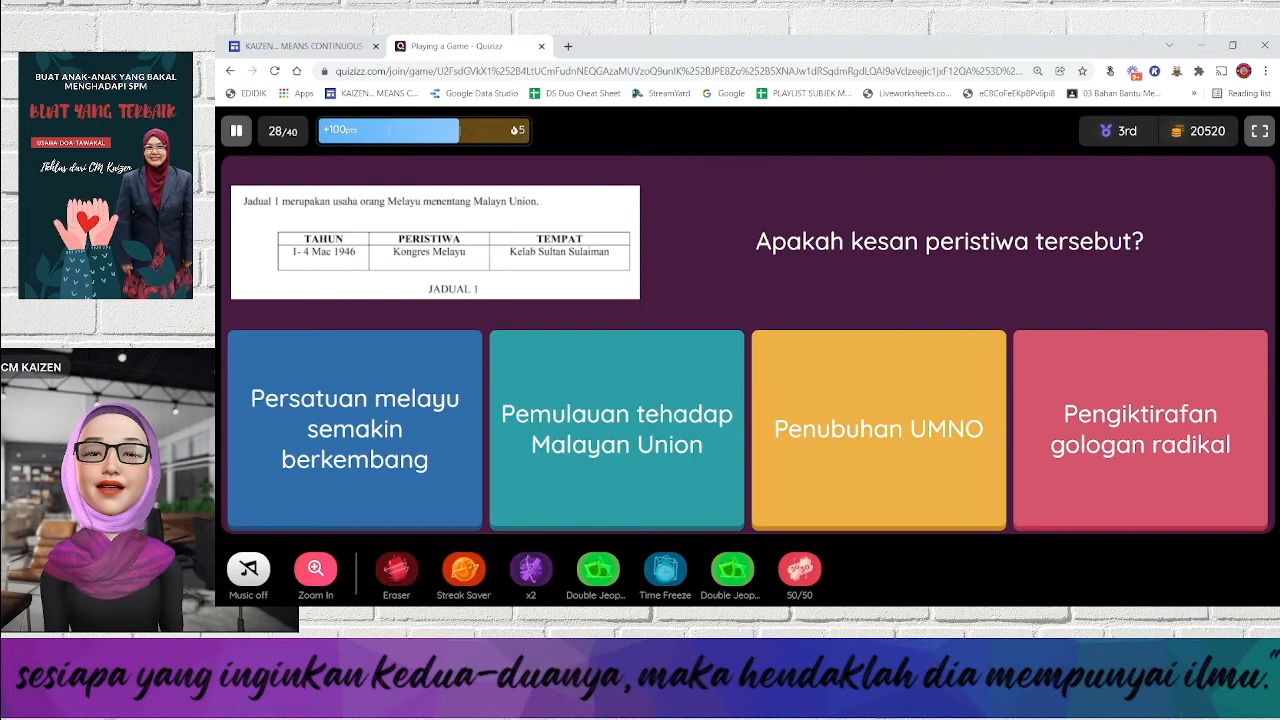 KAIZEN... MEANS CONTINUOUS
Playing a Game - Quizizz
EDIDIK
Apps
KAIZEN... MEANS C...
Google Data Studio
DS Duo Cheat Sheet
StreamYard
Google
PLAYLIST SUBJEK M...
Liveworksheets.co...
eCBCoFeEKp8Pv6pi8
03 Bahan Bantu Me...
»
Reading list
BUAT ANAK-ANAK YANG BAKAL
MENGHADAPI SPM
BUAT YANG TERBAIK
USAHA-DOA-TAWAKAL
Ikhlas dari CM Kaizen
28/40
+100pts
5
3rd
20520
Jadual 1 merupakan usaha orang Melayu menentang Malayn Union.
TAHUN PERISTIWA TEMPAT
1- 4 Mac 1946 Kongres Melayu Kelab Sultan Sulaiman
JADUAL 1
Apakah kesan peristiwa tersebut?
Persatuan melayu
semakin
berkembang
Pemulauan tehadap
Malayan Union
Penubuhan UMNO
Pengiktirafan
gologan radikal
CM KAIZEN
Music off
Zoom In
Eraser
Streak Saver
x2
Double Jeop...
Time Freeze
Double Jeop...
50/50
sesiapa yang inginkan kedua-duanya, maka hendaklah dia mempunyai ilmu."